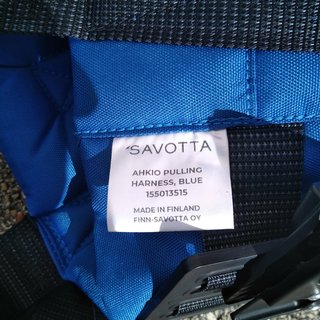 SAVOTTA
AHKIO PULLING
HARNESS, BLUE
155013515
MADE IN FINLAND
FINN-SAVOTTA OY